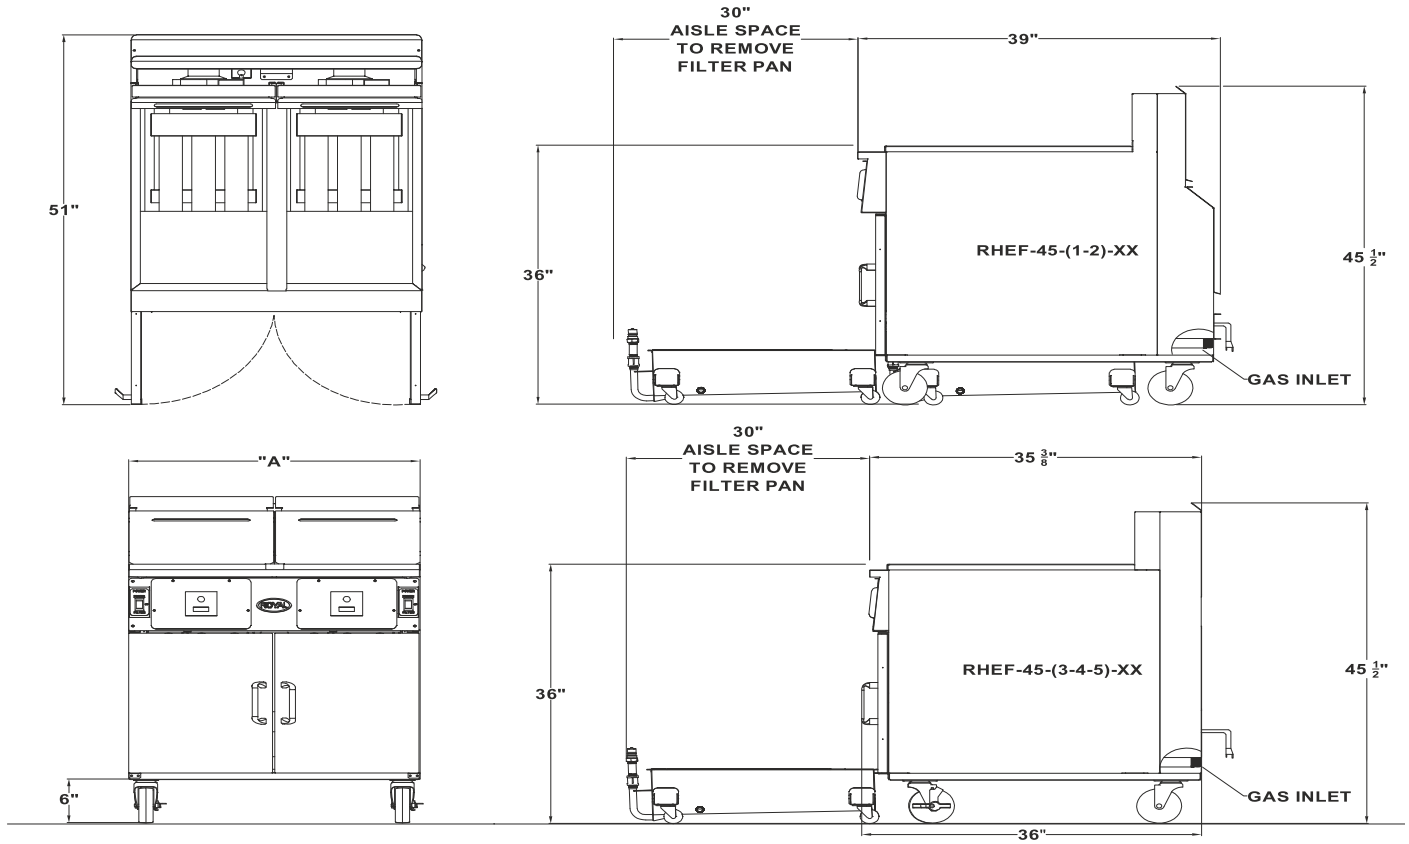 30"
AISLE SPACE
TO REMOVE
FILTER PAN
39"
51"
36"
RHEF-45-(1-2)-XX
45 1/2"
GAS INLET
"A"
30"
AISLE SPACE
TO REMOVE
FILTER PAN
35 3/8"
ROYAL
36"
RHEF-45-(3-4-5)-XX
45 1/2"
6"
GAS INLET
36"